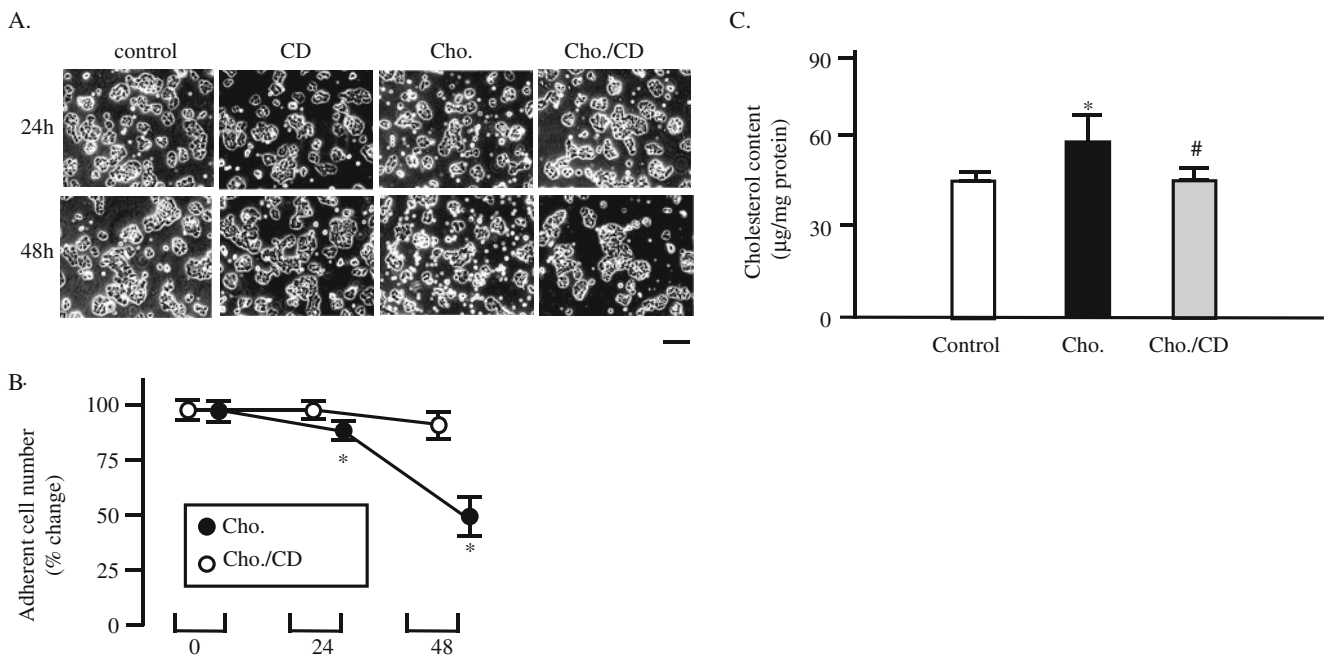 A.
control CD Cho. Cho./CD
24h
48h
B.
Adherent cell number
(% change)
100
75
50
25
0
*
*
Cho.
Cho./CD
0 24 48
C.
Cholesterol content
(µg/mg protein)
90
60
30
0
*
#
Control Cho. Cho./CD